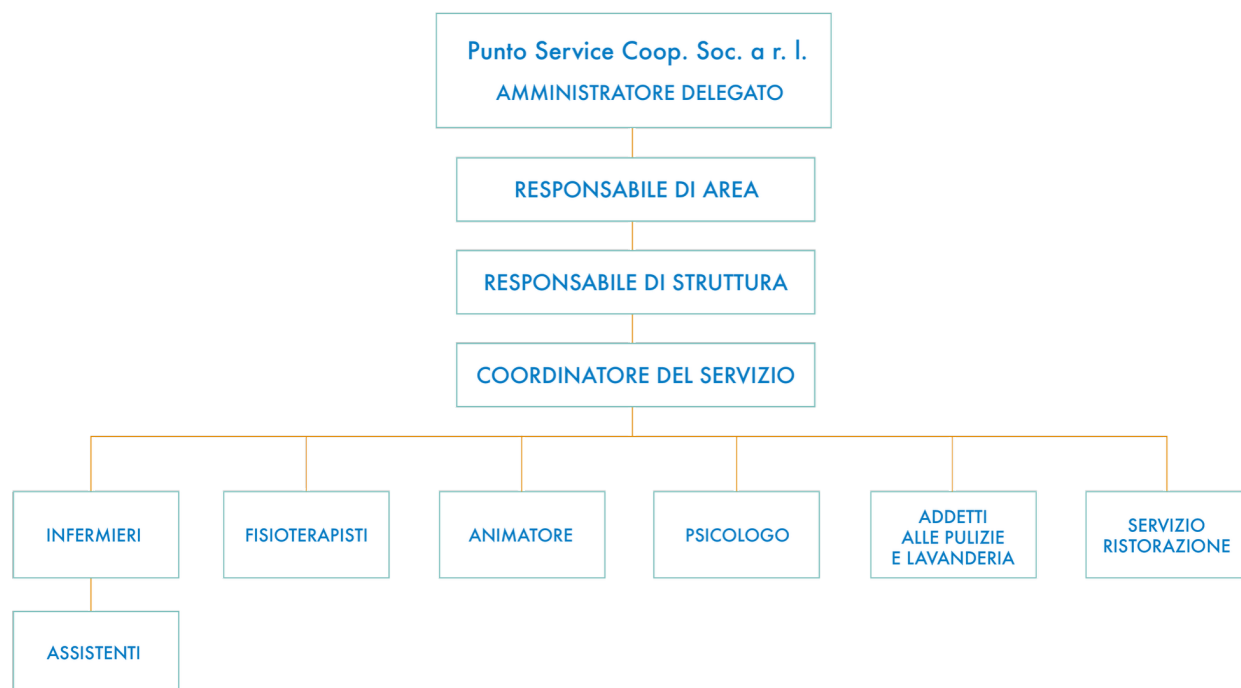 Punto Service Coop. Soc. a r. l.
AMMINISTRATORE DELEGATO
RESPONSABILE DI AREA
RESPONSABILE DI STRUTTURA
COORDINATORE DEL SERVIZIO
INFERMIERI
FISIOTERAPISTI
ANIMATORE
PSICOLOGO
ADDETTI
ALLE PULIZIE
E LAVANDERIA
SERVIZIO
RISTORAZIONE
ASSISTENTI